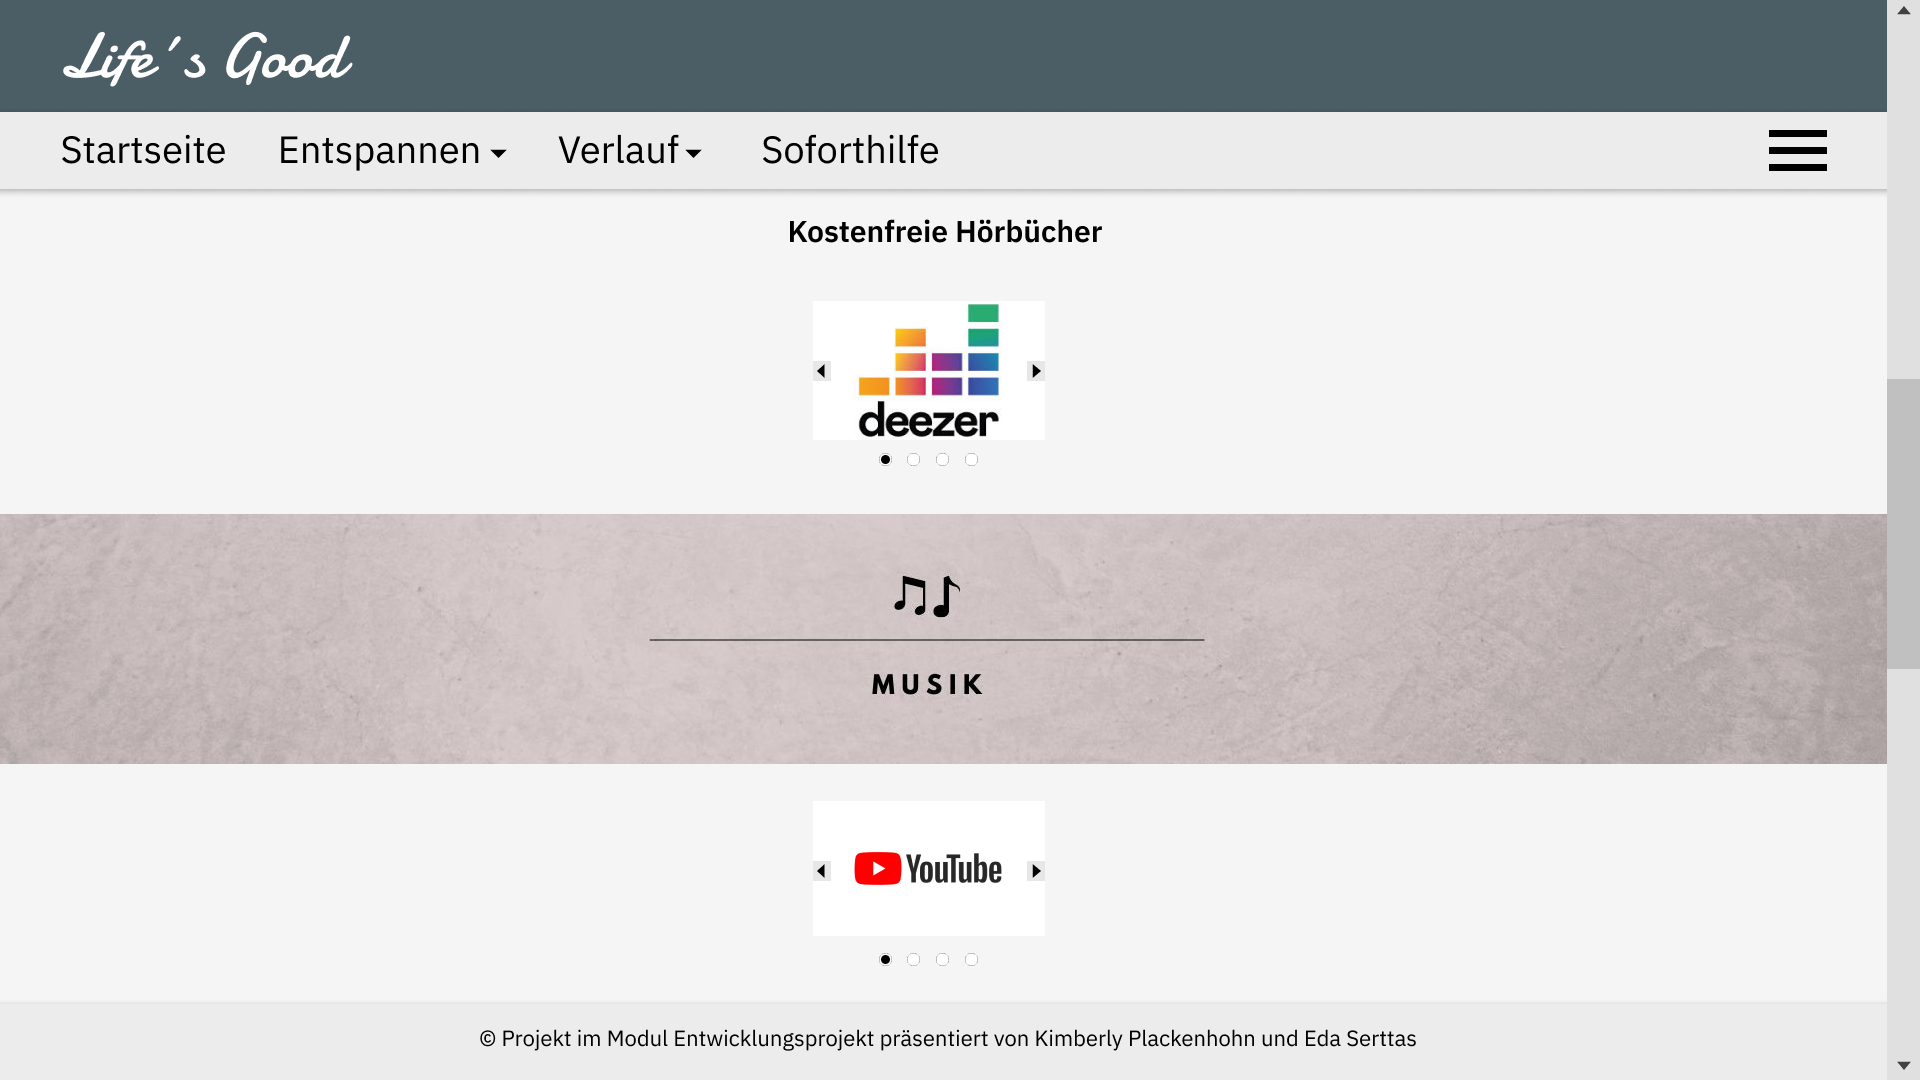 Life´s Good
Startseite Entspannen Verlauf Soforthilfe
Kostenfreie Hörbücher
deezer
MUSIK
YouTube
© Projekt im Modul Entwicklungsprojekt präsentiert von Kimberly Plackenhohn und Eda Serttas